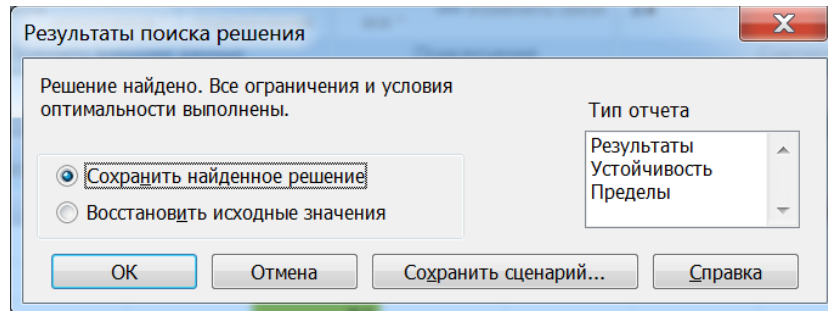 Результаты поиска решения
Решение найдено. Все ограничения и условия
оптимальности выполнены.
Тип отчета
Результаты
Устойчивость
Пределы
Сохранить найденное решение
Восстановить исходные значения
ОК
Отмена
Сохранить сценарий...
Справка